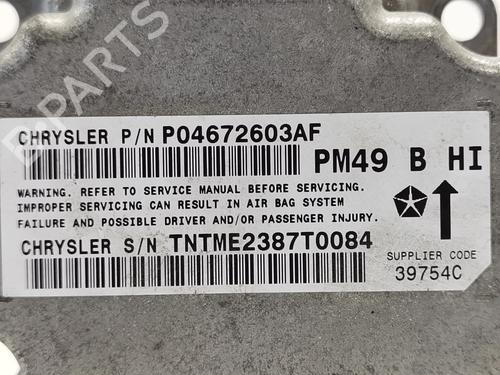 B-PARTS
CHRYSLER P/N P04672603AF
PM49 B HI
WARNING. REFER TO SERVICE MANUAL BEFORE SERVICING.
IMPROPER SERVICING CAN RESULT IN AIR BAG SYSTEM
FAILURE AND POSSIBLE DRIVER AND/OR PASSENGER INJURY.
CHRYSLER S/N TNTME2387T0084
SUPPLIER CODE
39754C